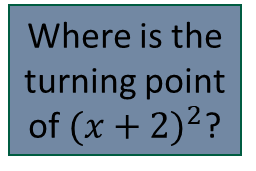 Where is the
turning point
of (x + 2)²?